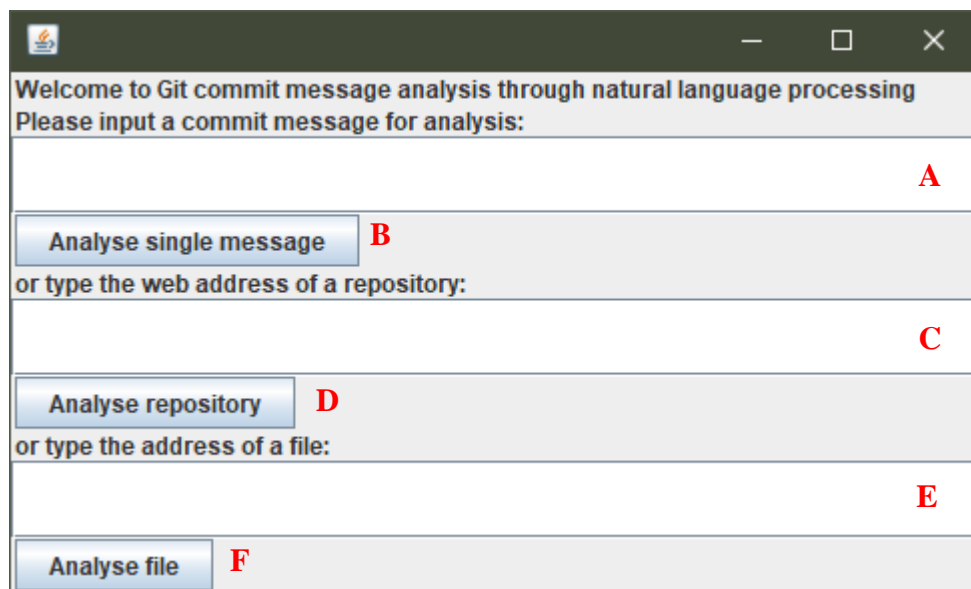 Welcome to Git commit message analysis through natural language processing
Please input a commit message for analysis:
A
Analyse single message B
or type the web address of a repository:
C
Analyse repository D
or type the address of a file:
E
Analyse file F